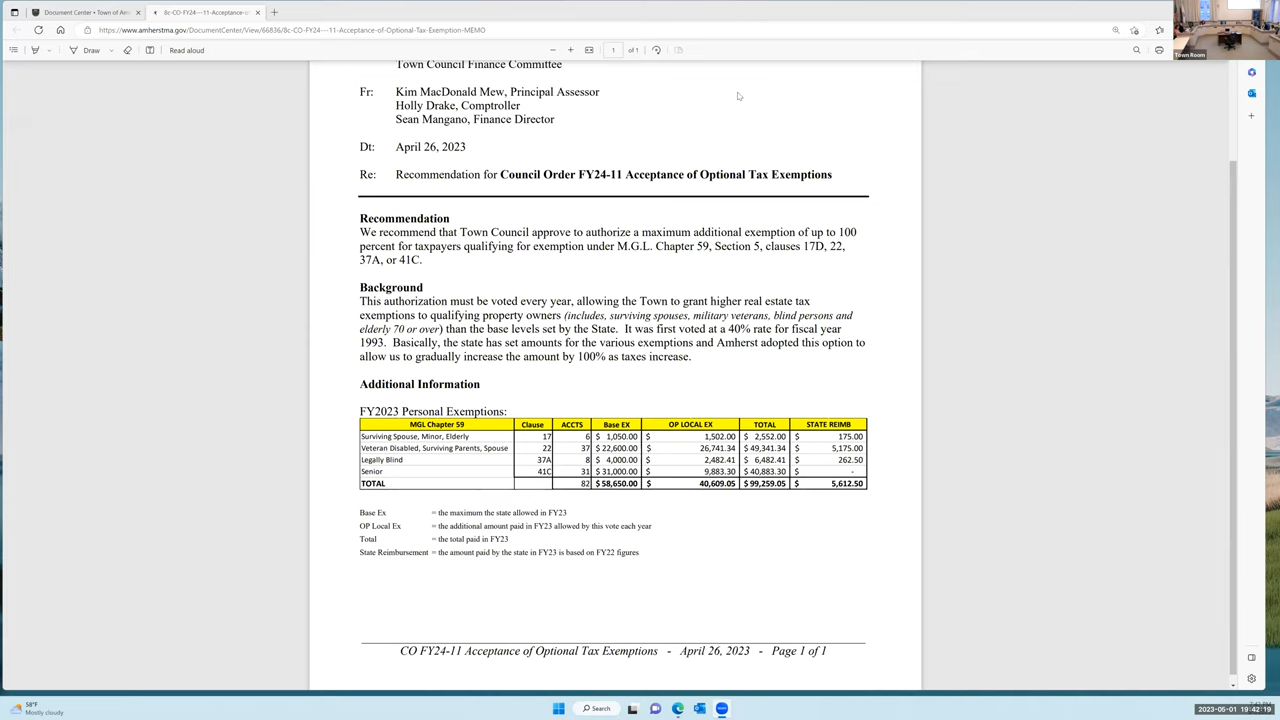 Document Center • Town of Am
8c-CO-FY24---11-Acceptance-of-O
https://www.amherstma.gov/DocumentCenter/View/66836/8c-CO-FY24---11-Acceptance-of-Optional-Tax-Exemption-MEMO
Town Room
Draw
Read aloud
1 of 1
Town Council Finance Committee
Fr: Kim MacDonald Mew, Principal Assessor
Holly Drake, Comptroller
Sean Mangano, Finance Director
Dt: April 26, 2023
Re: Recommendation for Council Order FY24-11 Acceptance of Optional Tax Exemptions
Recommendation
We recommend that Town Council approve to authorize a maximum additional exemption of up to 100
percent for taxpayers qualifying for exemption under M.G.L. Chapter 59, Section 5, clauses 17D, 22,
37A, or 41C.
Background
This authorization must be voted every year, allowing the Town to grant higher real estate tax
exemptions to qualifying property owners (includes, surviving spouses, military veterans, blind persons and
elderly 70 or over) than the base levels set by the State. It was first voted at a 40% rate for fiscal year
1993. Basically, the state has set amounts for the various exemptions and Amherst adopted this option to
allow us to gradually increase the amount by 100% as taxes increase.
Additional Information
FY2023 Personal Exemptions:
MGL Chapter 59 Clause ACCTS Base EX OP LOCAL EX TOTAL STATE REIMB
Surviving Spouse, Minor, Elderly 17 6 $ 1,050.00 $ 1,502.00 $ 2,552.00 $ 175.00
Veteran Disabled, Surviving Parents, Spouse 22 37 $ 22,600.00 $ 26,741.34 $ 49,341.34 $ 5,175.00
Legally Blind 37A 8 $ 4,000.00 $ 2,482.41 $ 6,482.41 $ 262.50
Senior 41C 31 $ 31,000.00 $ 9,883.30 $ 40,883.30 $ -
TOTAL 82 $ 58,650.00 $ 40,609.05 $ 99,259.05 $ 5,612.50
Base Ex = the maximum the state allowed in FY23
OP Local Ex = the additional amount paid in FY23 allowed by this vote each year
Total = the total paid in FY23
State Reimbursement = the amount paid by the state in FY23 is based on FY22 figures
CO FY24-11 Acceptance of Optional Tax Exemptions - April 26, 2023 - Page 1 of 1
58°F
Mostly cloudy
Search
2023-05-01 19:42:19